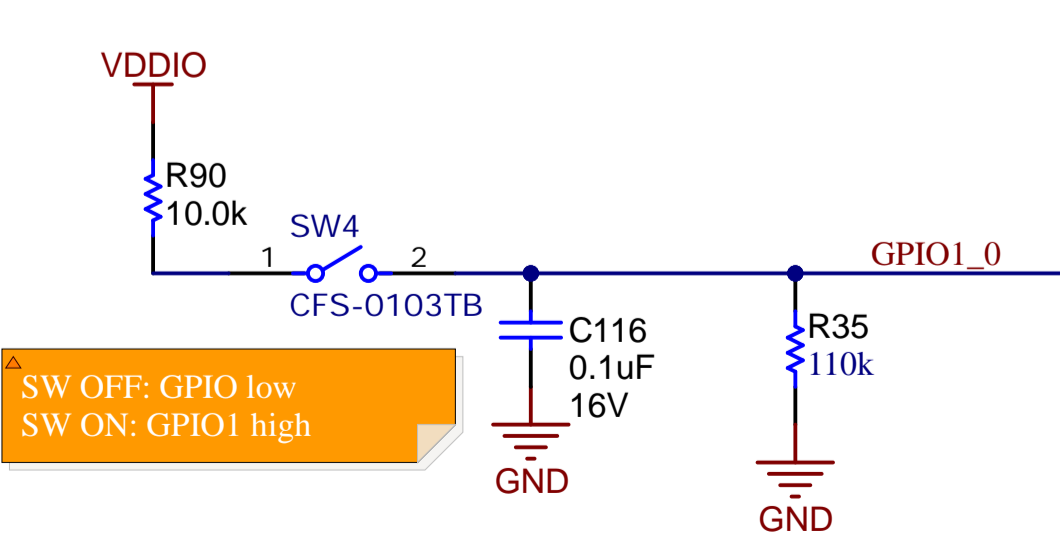 VDDIO
R90
10.0k
SW4
1
2
CFS-0103TB
GPIO1_0
C116
0.1uF
16V
GND
R35
110k
GND
SW OFF: GPIO low
SW ON: GPIO1 high